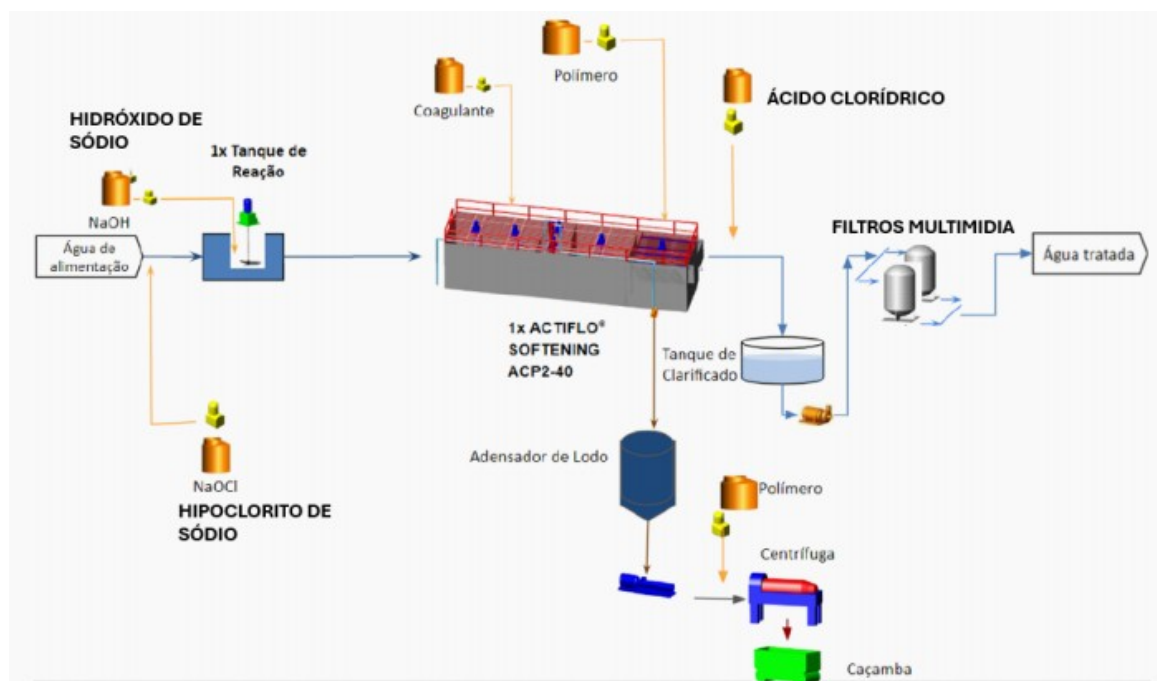 Polímero
Coagulante
ÁCIDO CLORÍDRICO
HIDRÓXIDO DE
SÓDIO
1x Tanque de
Reação
NaOH
Água de
alimentação
FILTROS MULTIMIDIA
Água tratada
1x ACTIFLO®
SOFTENING
ACP2-40
Tanque de
Clarificado
Adensador de Lodo
NaOCl
HIPOCLORITO DE
SÓDIO
Polímero
Centrífuga
Caçamba